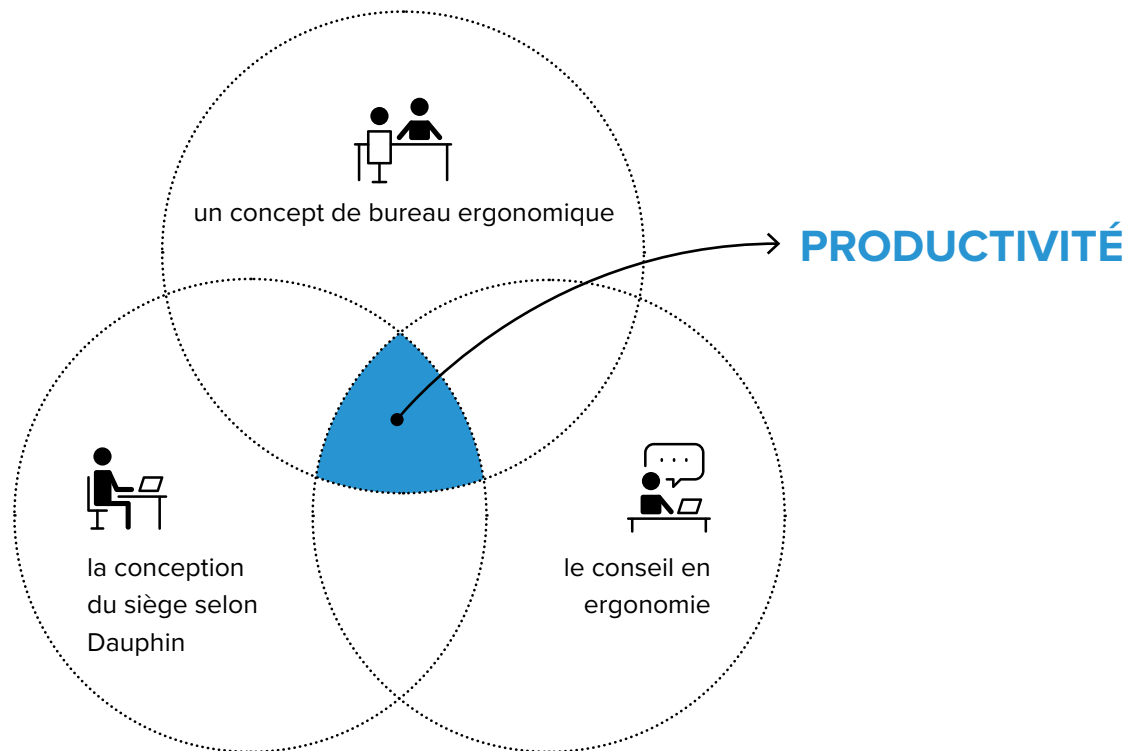 un concept de bureau ergonomique
PRODUCTIVITÉ
la conception
du siège selon
Dauphin
le conseil en
ergonomie